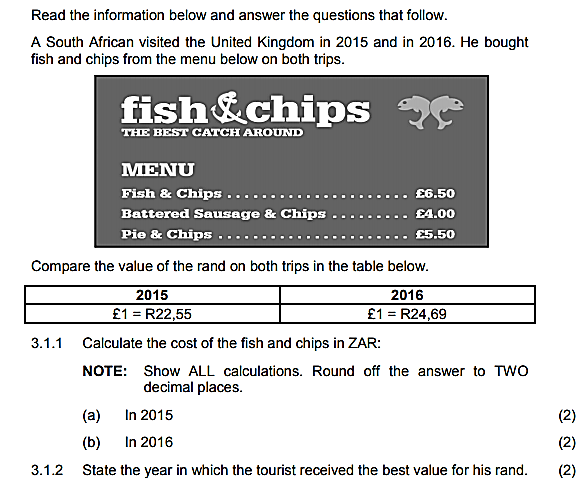 Read the information below and answer the questions that follow.
A South African visited the United Kingdom in 2015 and in 2016. He bought
fish and chips from the menu below on both trips.
fish&chips
THE BEST CATCH AROUND
MENU
Fish & Chips . . . . . . . . . . . . . . . . . . . . . £6.50
Battered Sausage & Chips . . . . . . . . . £4.00
Pie & Chips . . . . . . . . . . . . . . . . . . . . . . £5.50
Compare the value of the rand on both trips in the table below.
2015 2016
£1 = R22,55 £1 = R24,69
3.1.1 Calculate the cost of the fish and chips in ZAR:
NOTE: Show ALL calculations. Round off the answer to TWO
decimal places.
(a) In 2015 (2)
(b) In 2016 (2)
3.1.2 State the year in which the tourist received the best value for his rand. (2)